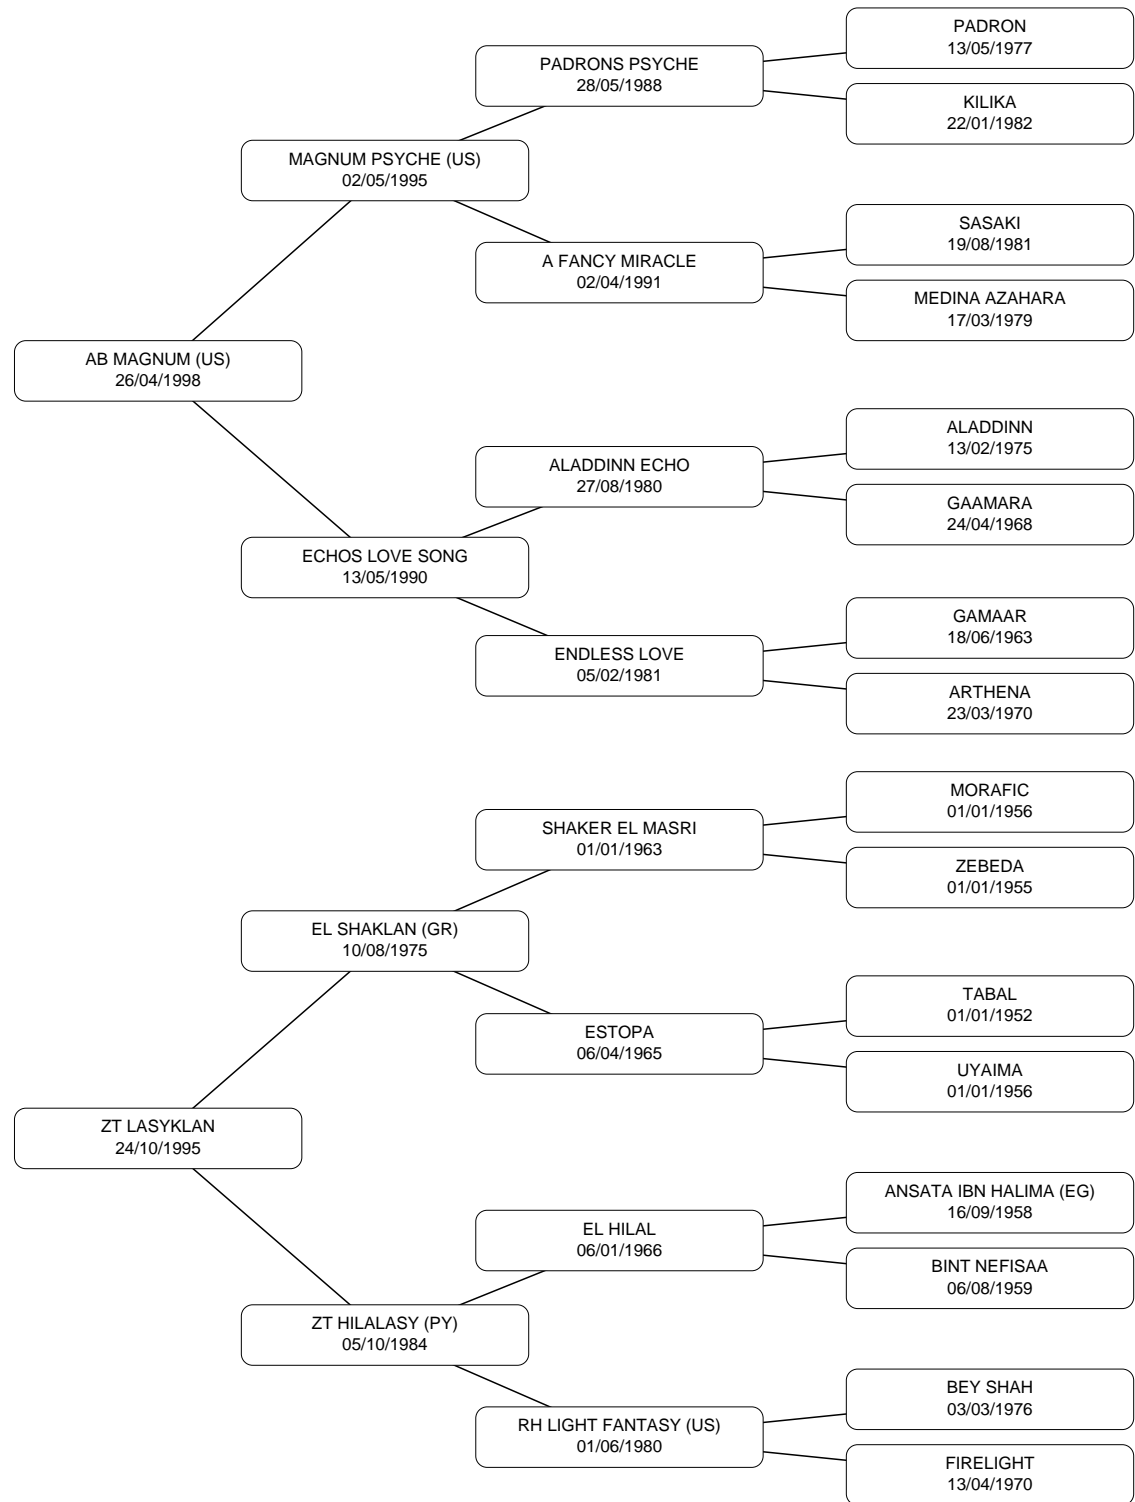 PADRON
13/05/1977
PADRONS PSYCHE
28/05/1988
KILIKA
22/01/1982
MAGNUM PSYCHE (US)
02/05/1995
SASAKI
19/08/1981
A FANCY MIRACLE
02/04/1991
MEDINA AZAHARA
17/03/1979
AB MAGNUM (US)
26/04/1998
ALADDINN
13/02/1975
ALADDINN ECHO
27/08/1980
GAAMARA
24/04/1968
ECHOS LOVE SONG
13/05/1990
GAMAAR
18/06/1963
ENDLESS LOVE
05/02/1981
ARTHENA
23/03/1970
MORAFIC
01/01/1956
SHAKER EL MASRI
01/01/1963
ZEBEDA
01/01/1955
EL SHAKLAN (GR)
10/08/1975
TABAL
01/01/1952
ESTOPA
06/04/1965
UYAIMA
01/01/1956
ZT LASYKLAN
24/10/1995
ANSATA IBN HALIMA (EG)
16/09/1958
EL HILAL
06/01/1966
BINT NEFISAA
06/08/1959
ZT HILALASY (PY)
05/10/1984
BEY SHAH
03/03/1976
RH LIGHT FANTASY (US)
01/06/1980
FIRELIGHT
13/04/1970